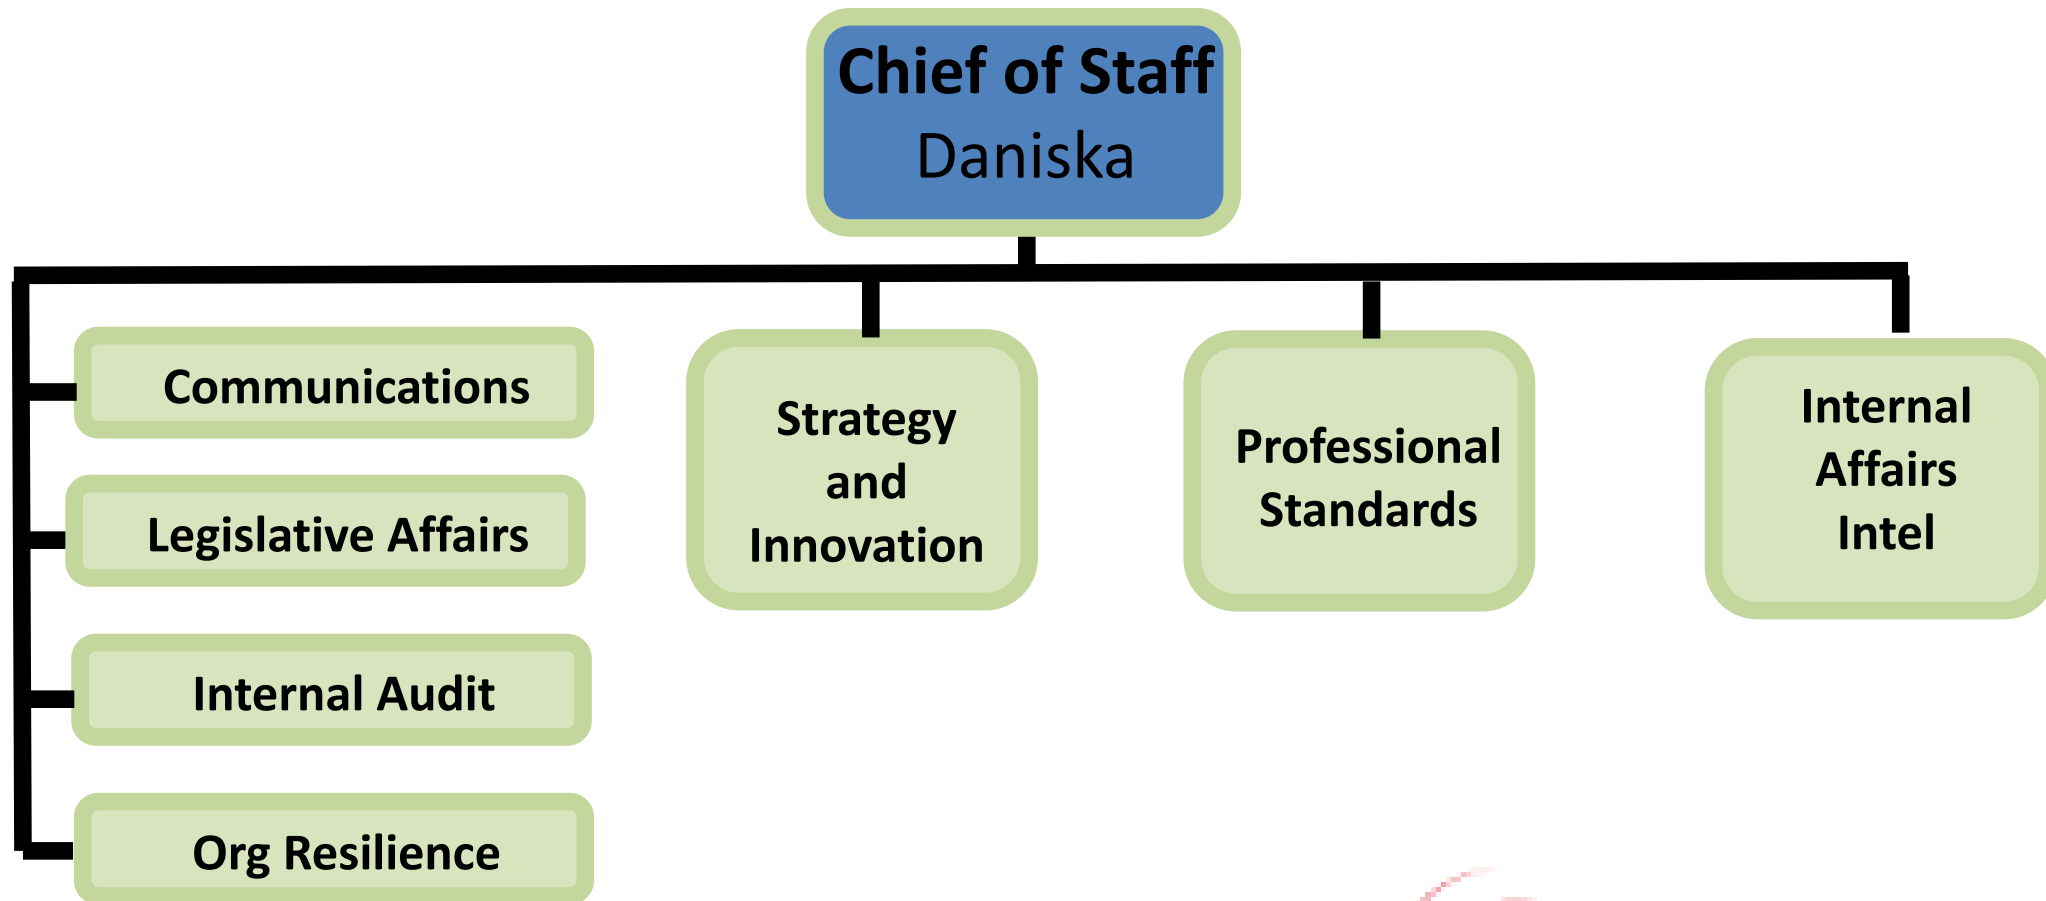 Chief of Staff
Daniska
Communications
Legislative Affairs
Internal Audit
Org Resilience
Strategy
and
Innovation
Professional
Standards
Internal
Affairs
Intel